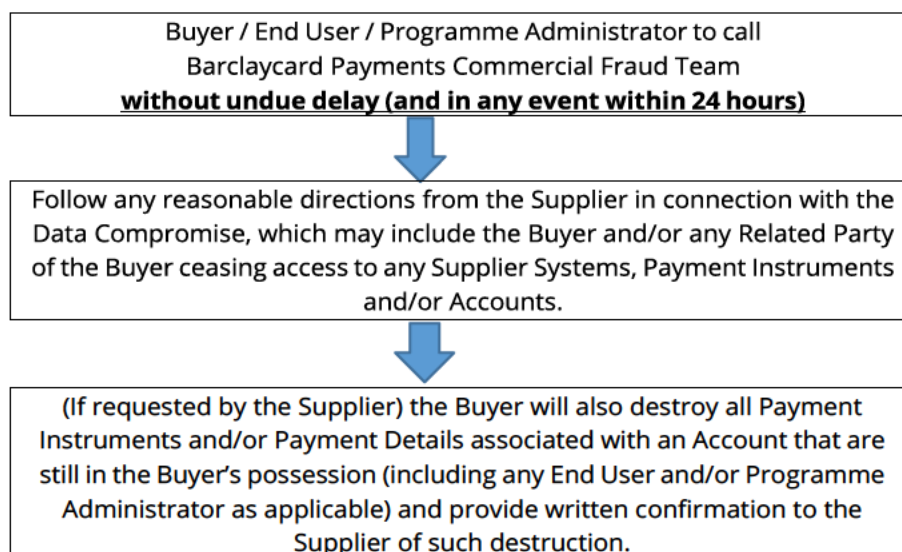 Buyer / End User / Programme Administrator to call
Barclaycard Payments Commercial Fraud Team
without undue delay (and in any event within 24 hours)
Follow any reasonable directions from the Supplier in connection with the
Data Compromise, which may include the Buyer and/or any Related Party
of the Buyer ceasing access to any Supplier Systems, Payment Instruments
and/or Accounts.
(If requested by the Supplier) the Buyer will also destroy all Payment
Instruments and/or Payment Details associated with an Account that are
still in the Buyer’s possession (including any End User and/or Programme
Administrator as applicable) and provide written confirmation to the
Supplier of such destruction.